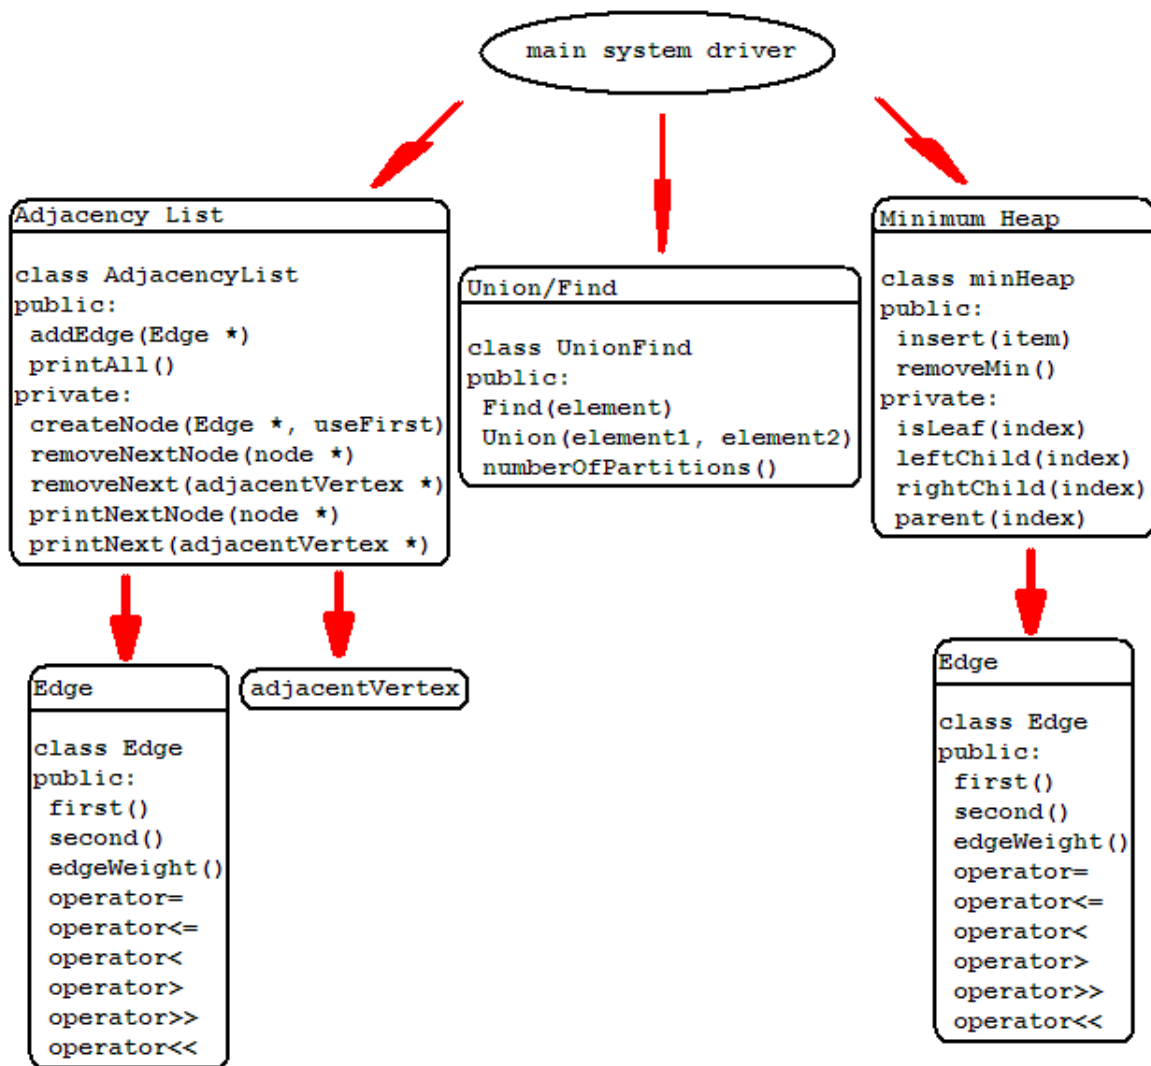 main system driver
Adjacency List
class AdjacencyList
public:
addEdge(Edge *)
printAll()
private:
createNode(Edge *, useFirst)
removeNextNode(node *)
removeNext(adjacentVertex *)
printNextNode(node *)
printNext(adjacentVertex *)
Union/Find
class UnionFind
public:
Find(element)
Union(element1, element2)
numberOfPartitions()
Minimum Heap
class minHeap
public:
insert(item)
removeMin()
private:
isLeaf(index)
leftChild(index)
rightChild(index)
parent(index)
Edge
class Edge
public:
first()
second()
edgeWeight()
operator=
operator<=
operator<
operator>
operator>>
operator<<
adjacentVertex
Edge
class Edge
public:
first()
second()
edgeWeight()
operator=
operator<=
operator<
operator>
operator>>
operator<<